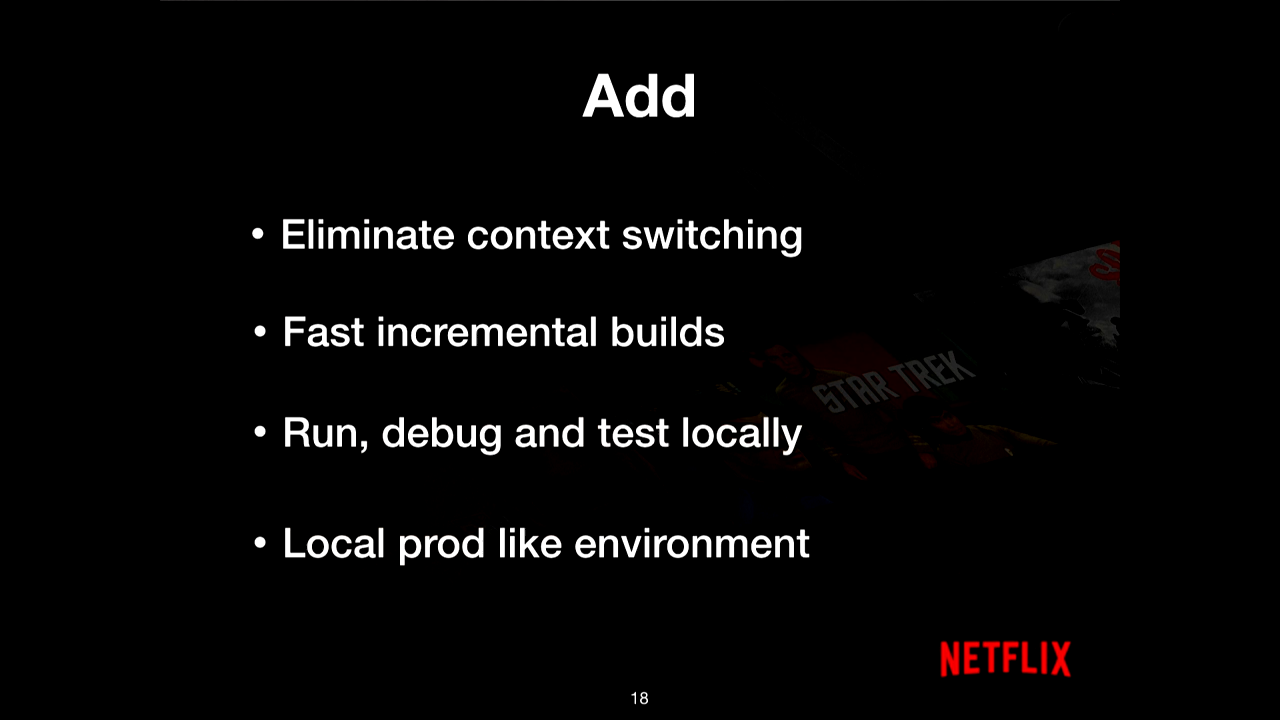 Add
• Eliminate context switching
• Fast incremental builds
• Run, debug and test locally
• Local prod like environment
STAR TREK
NETFLIX
18